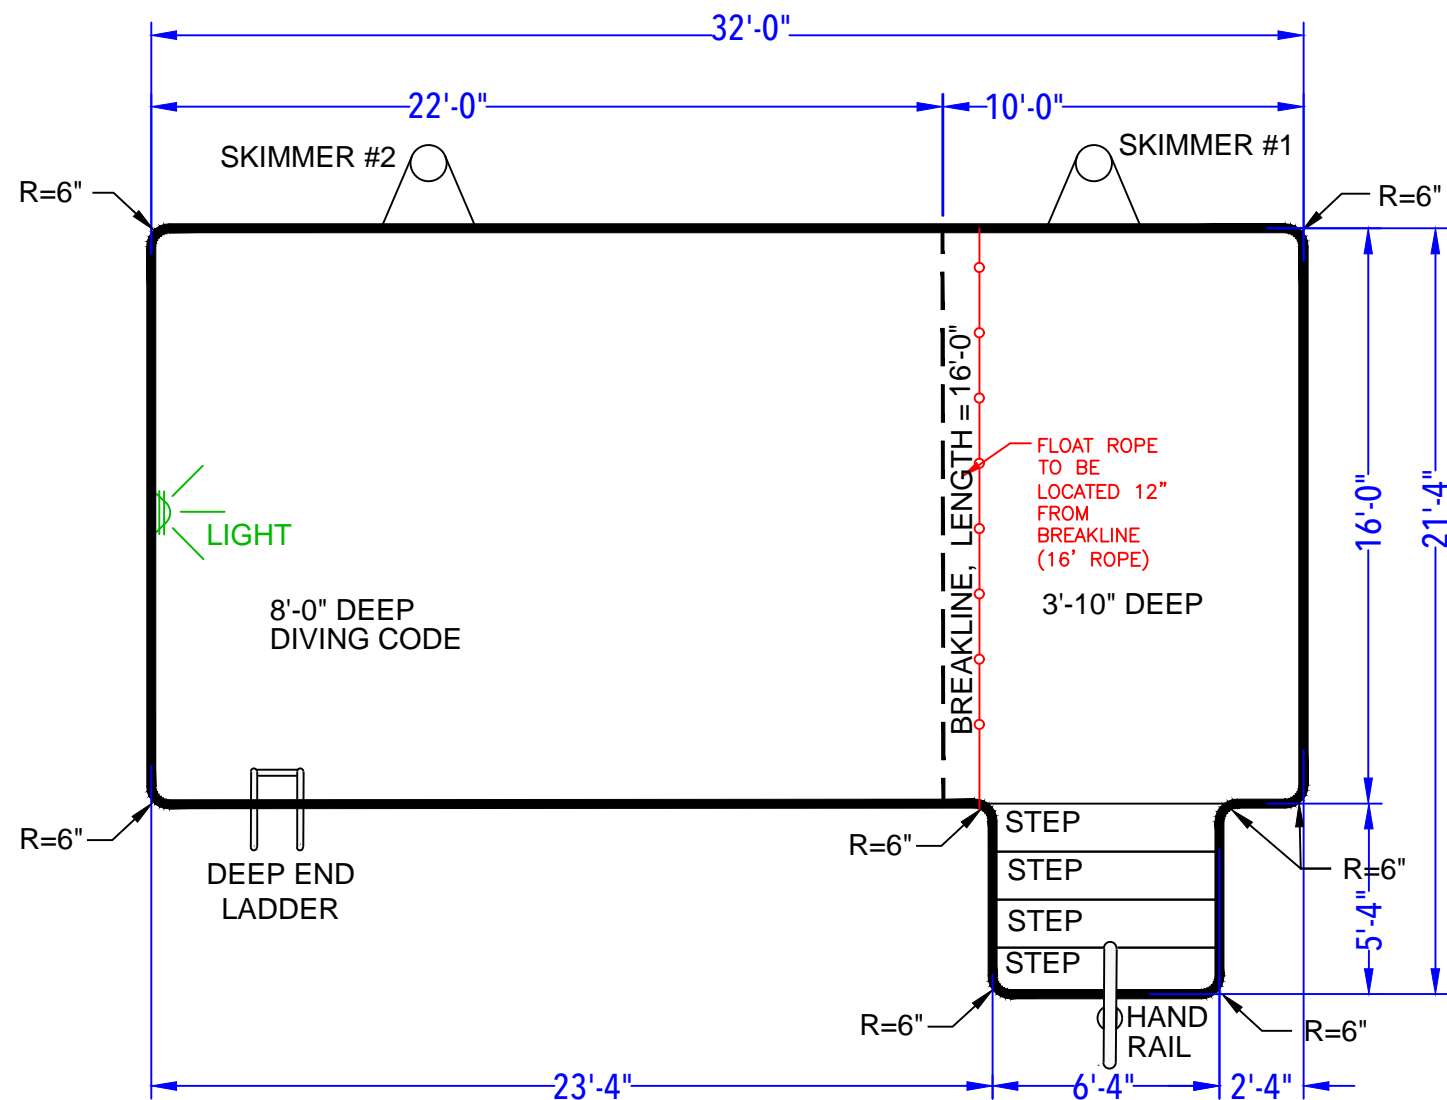 32'-0"
22'-0"
10'-0"
SKIMMER #2
SKIMMER #1
R=6"
R=6"
BREAKLINE, LENGTH = 16'-0"
FLOAT ROPE
TO BE
LOCATED 12"
FROM
BREAKLINE
(16' ROPE)
16'-0"
21'-4"
LIGHT
8'-0" DEEP
DIVING CODE
3'-10" DEEP
R=6"
DEEP END
LADDER
R=6"
STEP
STEP
STEP
STEP
R=6"
5'-4"
R=6"
HAND
RAIL
R=6"
23'-4"
6'-4"
2'-4"